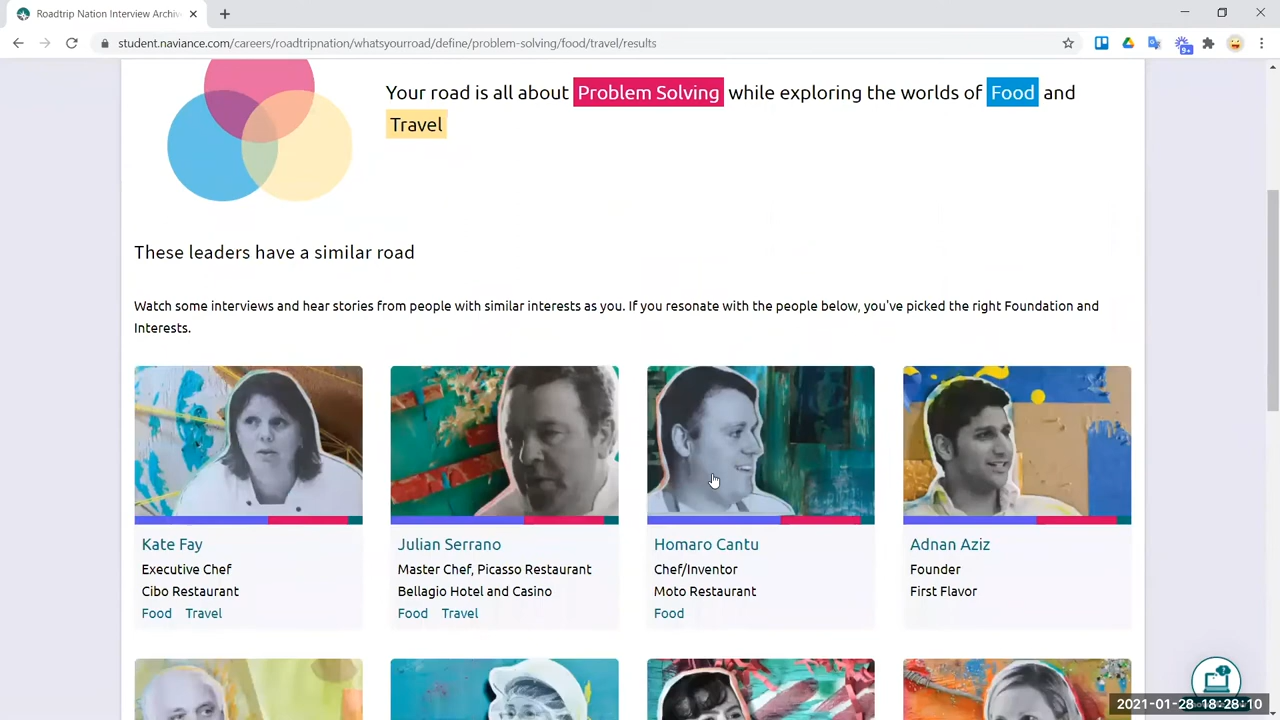 Roadtrip Nation Interview Archiv
student.naviance.com/careers/roadtripnation/whatsyourroad/define/problem-solving/food/travel/results
9+
Your road is all about Problem Solving while exploring the worlds of Food and
Travel
These leaders have a similar road
Watch some interviews and hear stories from people with similar interests as you. If you resonate with the people below, you've picked the right Foundation and
Interests.
Kate Fay
Executive Chef
Cibo Restaurant
Food Travel
Julian Serrano
Master Chef, Picasso Restaurant
Bellagio Hotel and Casino
Food Travel
Homaro Cantu
Chef/Inventor
Moto Restaurant
Food
Adnan Aziz
Founder
First Flavor
2021-01-28 18:28:10